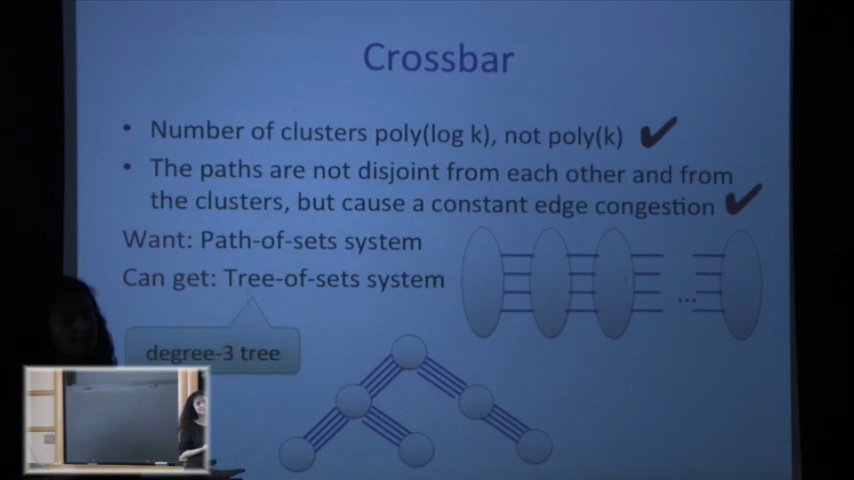 Crossbar
• Number of clusters poly(log k), not poly(k) ✔
• The paths are not disjoint from each other and from
the clusters, but cause a constant edge congestion ✔
Want: Path-of-sets system
Can get: Tree-of-sets system
...
degree-3 tree